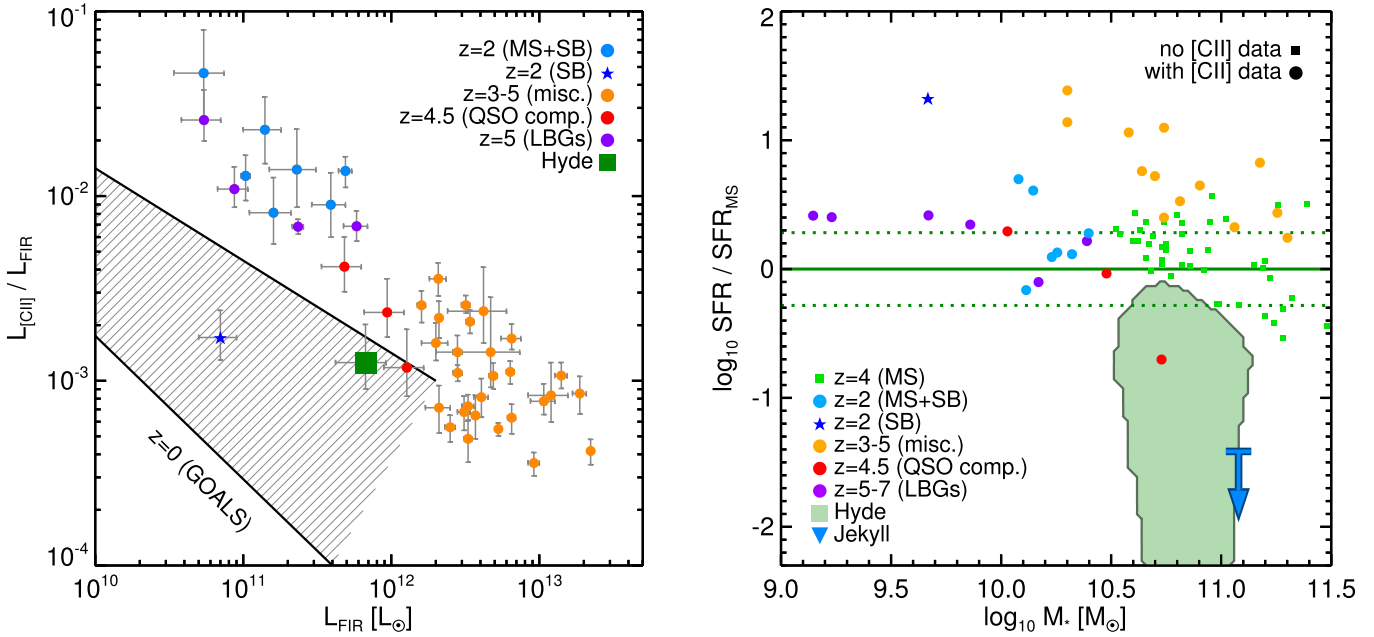 10⁻¹
10⁻²
10⁻³
10⁻⁴
L[CII] / LFIR
z=2 (MS+SB)
z=2 (SB)
z=3-5 (misc.)
z=4.5 (QSO comp.)
z=5 (LBGs)
Hyde
z=0 (GOALS)
10¹⁰
10¹¹
10¹²
10¹³
LFIR [L⊙]
2
1
0
-1
-2
log₁₀ SFR / SFRMS
no [CII] data
with [CII] data
z=4 (MS)
z=2 (MS+SB)
z=2 (SB)
z=3-5 (misc.)
z=4.5 (QSO comp.)
z=5-7 (LBGs)
Hyde
Jekyll
9.0
9.5
10.0
10.5
11.0
11.5
log₁₀ M* [M⊙]